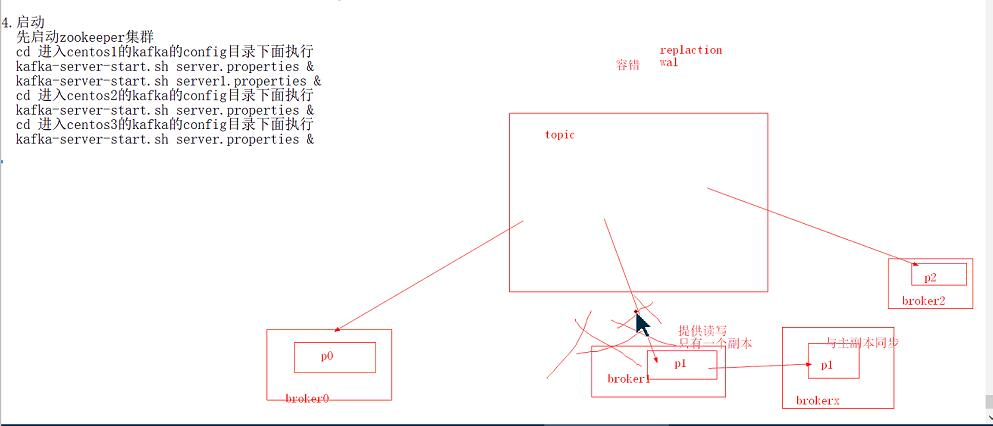 4.启动
先启动zookeeper集群
cd 进入centos1的kafka的config目录下面执行
kafka-server-start.sh server.properties &
kafka-server-start.sh server1.properties &
cd 进入centos2的kafka的config目录下面执行
kafka-server-start.sh server.properties &
cd 进入centos3的kafka的config目录下面执行
kafka-server-start.sh server.properties &
容错
replaction
wal
topic
p2
broker2
提供读写
只有一个副本
与主副本同步
p0
p1
p1
broker1
broker0
brokerx